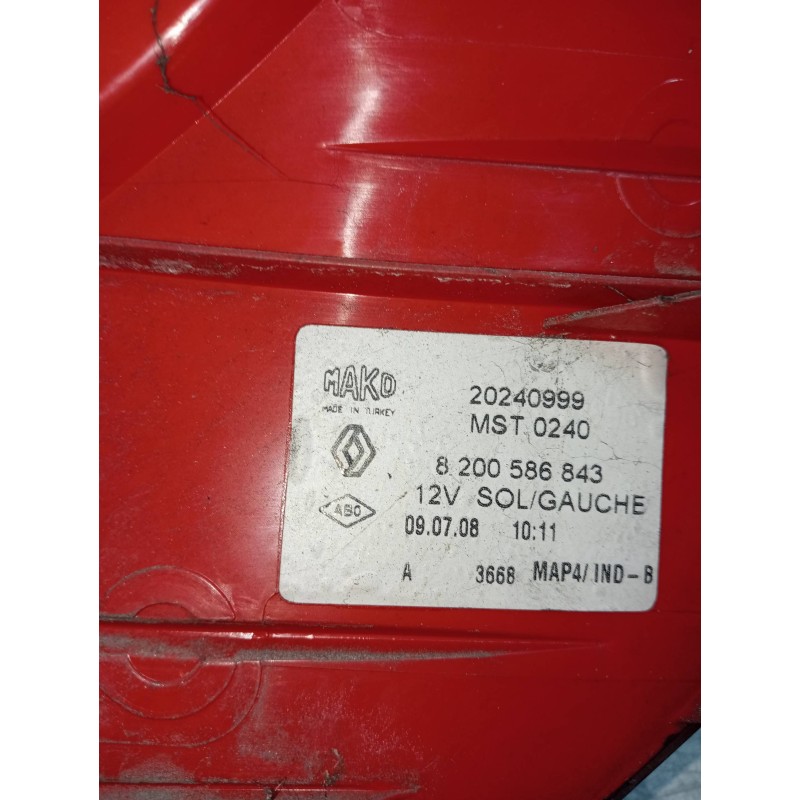 MAKO
MADE IN TURKEY
20240999
MST 0240
8 200 586 843
12V SOL/GAUCHE
ABO
09.07.08 10:11
A 3668 MAP4/IND-B